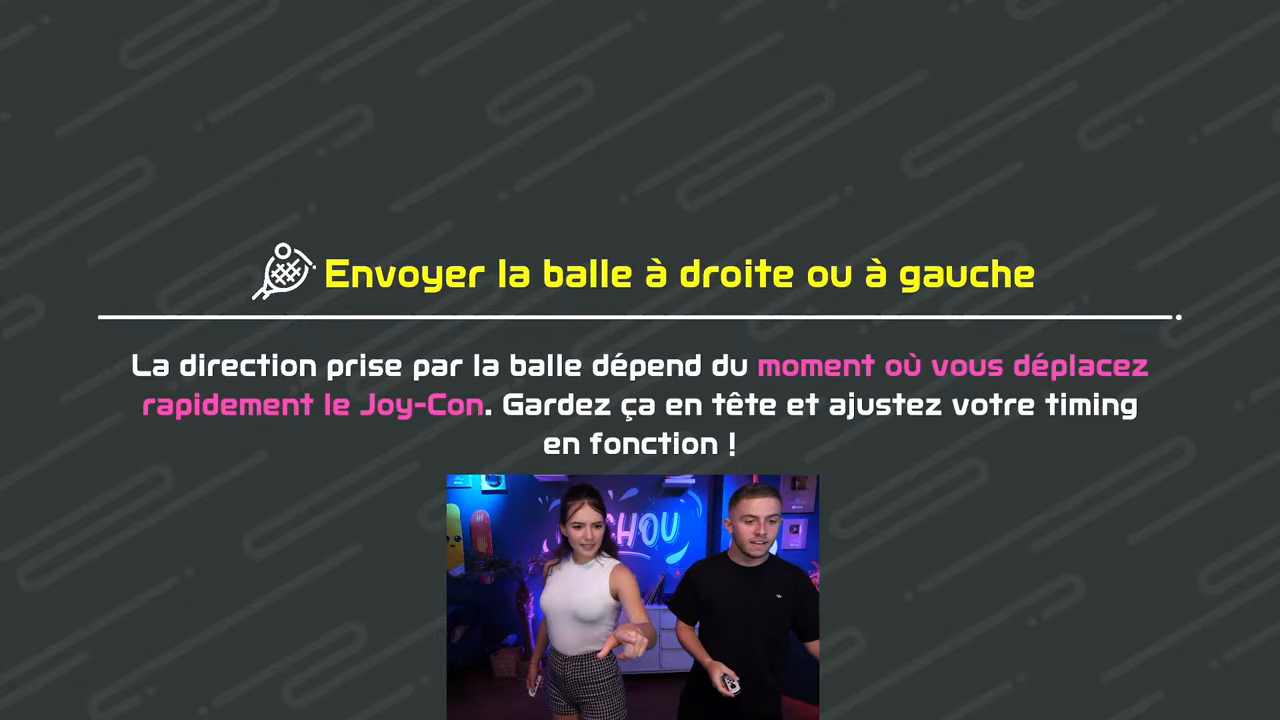 Envoyer la balle à droite ou à gauche
La direction prise par la balle dépend du moment où vous déplacez
rapidement le Joy-Con. Gardez ça en tête et ajustez votre timing
en fonction !
CHOU